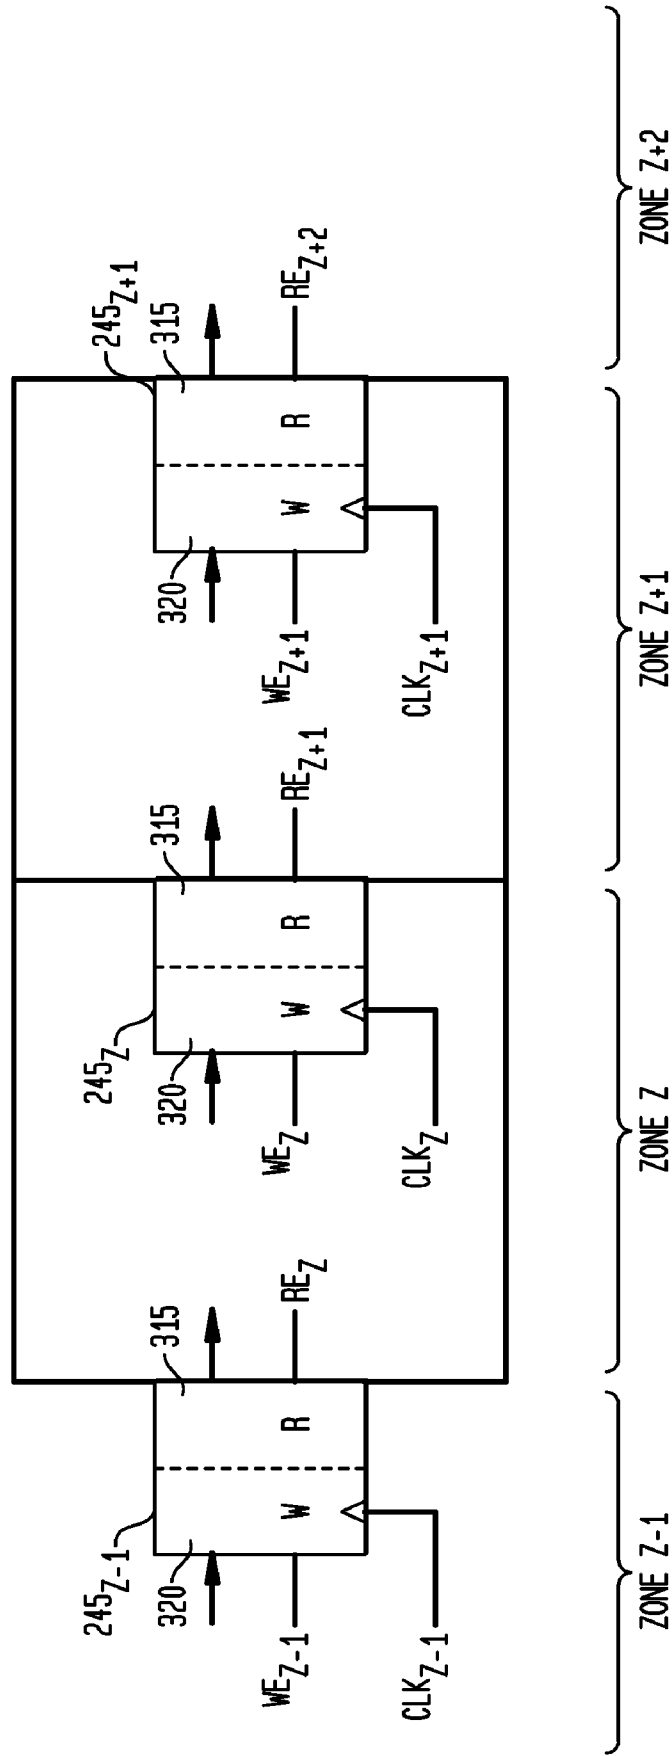 245Z-1
320
315
W
R
WEZ-1
REZ
CLKZ-1
245Z
320
315
W
R
WEZ
REZ+1
CLKZ
245Z+1
320
315
W
R
WEZ+1
REZ+2
CLKZ+1
ZONE Z-1
ZONE Z
ZONE Z+1
ZONE Z+2